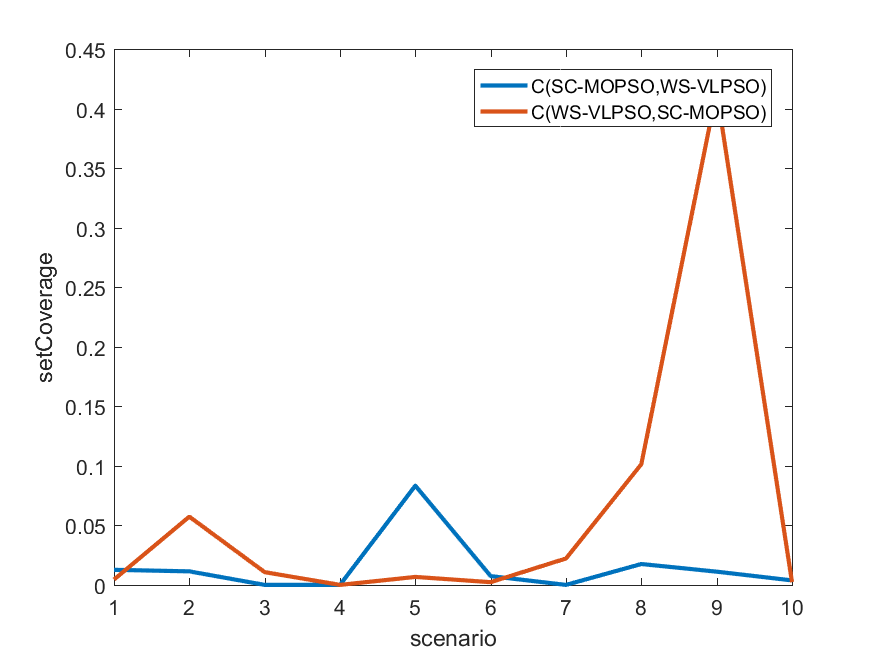 0.45
0.4
0.35
0.3
0.25
0.2
0.15
0.1
0.05
0
setCoverage
C(SC-MOPSO,WS-VLPSO)
C(WS-VLPSO,SC-MOPSO)
1 2 3 4 5 6 7 8 9 10
scenario